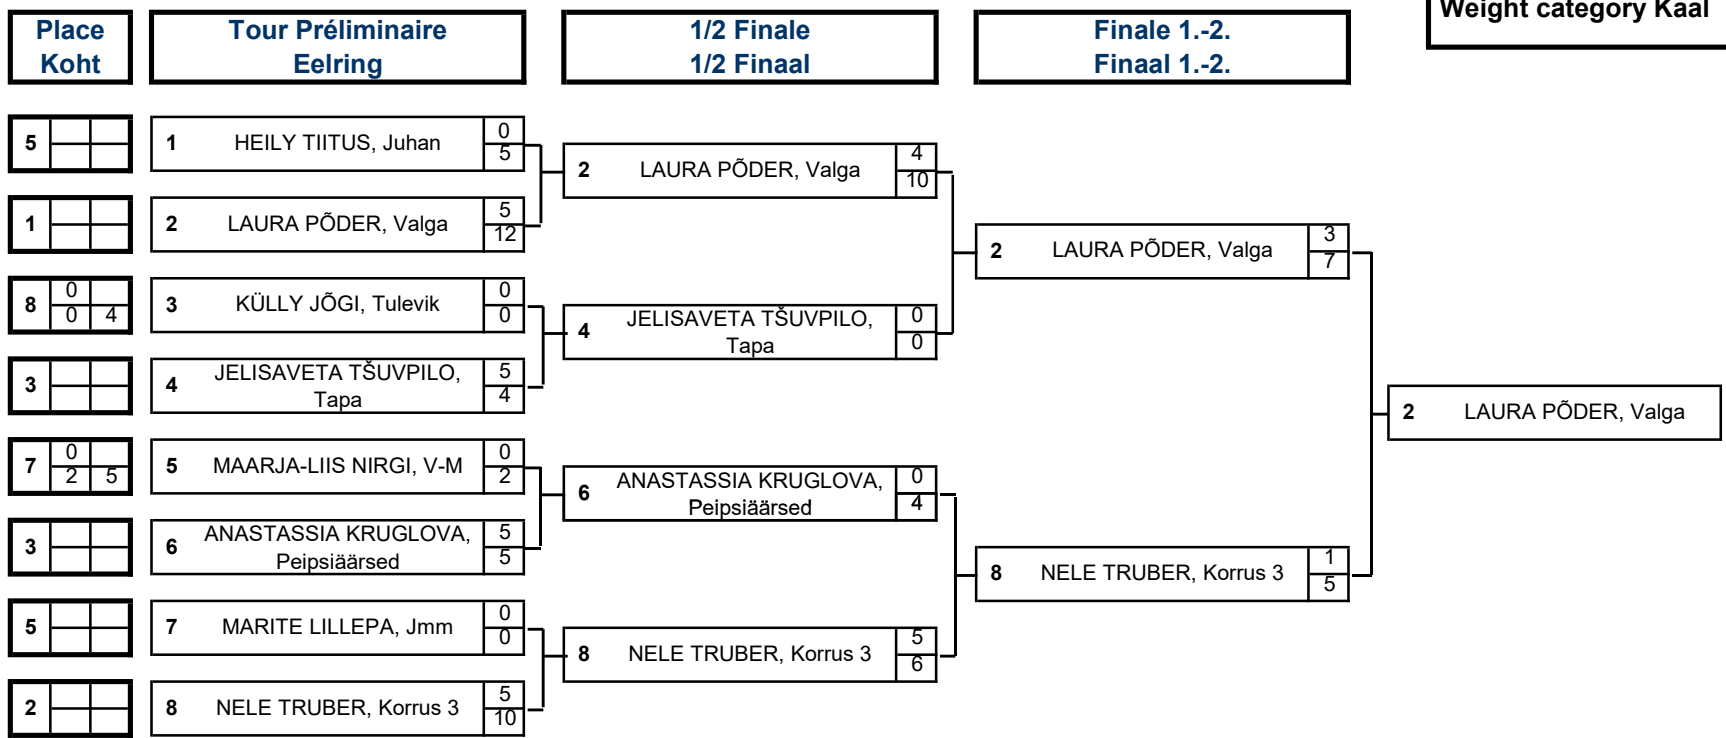 Weight category Kaal
Place
Koht
Tour Préliminaire
Eelring
1/2 Finale
1/2 Finaal
Finale 1.-2.
Finaal 1.-2.
5
1
HEILY TIITUS, Juhan
0
5
1
2
LAURA PÕDER, Valga
5
12
8
0
0 4
3
KÜLLY JÕGI, Tulevik
0
0
3
4
JELISAVETA TŠUVPILO,
Tapa
5
4
7
0
2 5
5
MAARJA-LIIS NIRGI, V-M
0
2
3
6
ANASTASSIA KRUGLOVA,
Peipsiäärsed
5
5
5
7
MARITE LILLEPA, Jmm
0
0
2
8
NELE TRUBER, Korrus 3
5
10
2
LAURA PÕDER, Valga
4
10
4
JELISAVETA TŠUVPILO,
Tapa
0
0
6
ANASTASSIA KRUGLOVA,
Peipsiäärsed
0
4
8
NELE TRUBER, Korrus 3
5
6
2
LAURA PÕDER, Valga
3
7
8
NELE TRUBER, Korrus 3
1
5
2
LAURA PÕDER, Valga